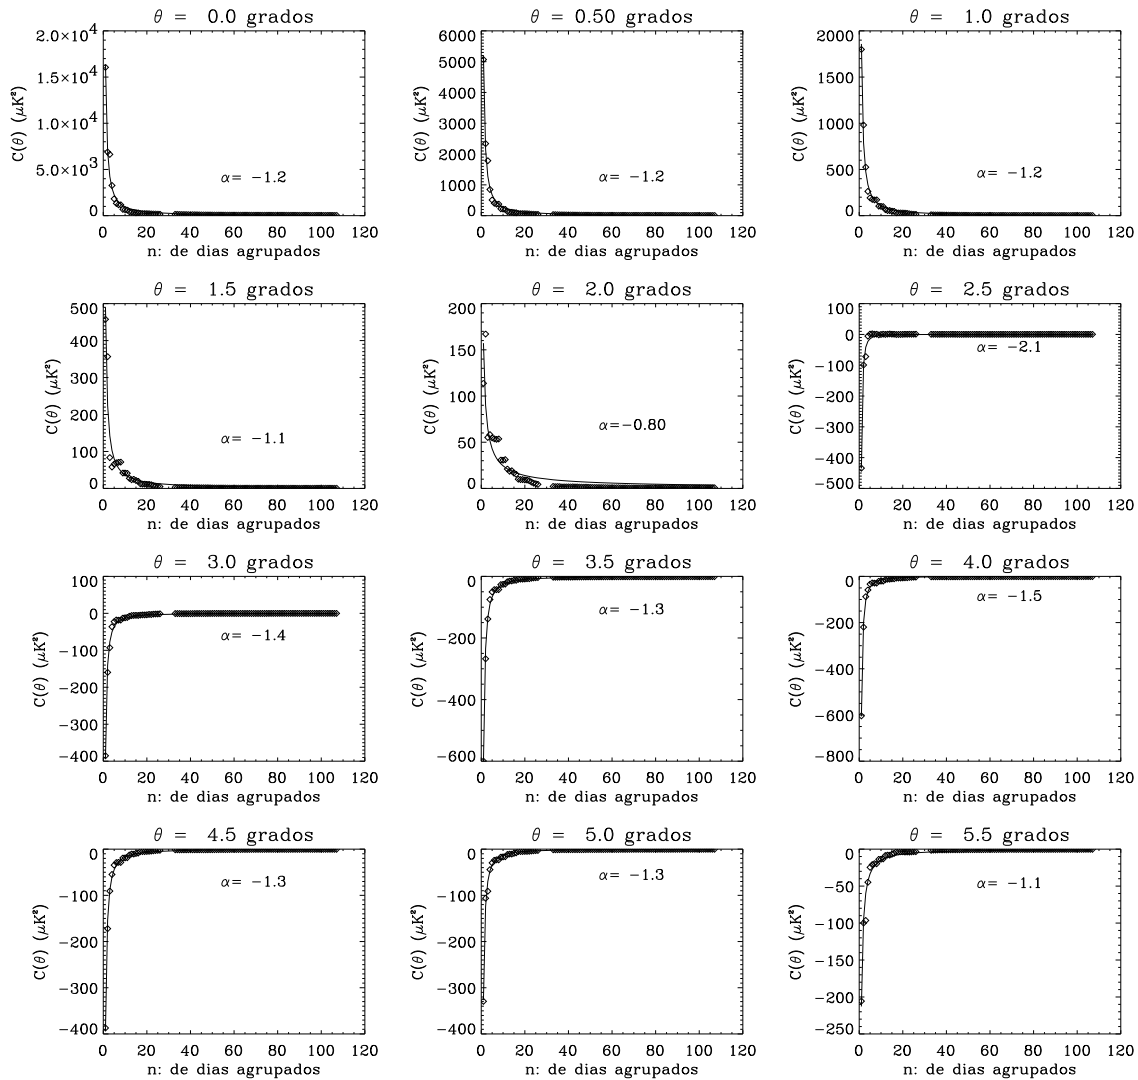 θ = 0.0 grados
2.0×10⁴
1.5×10⁴
1.0×10⁴
5.0×10³
0
C(θ) (μK²)
α= −1.2
0 20 40 60 80 100 120
n: de dias agrupados
θ = 0.50 grados
6000
5000
4000
3000
2000
1000
0
C(θ) (μK²)
α= −1.2
0 20 40 60 80 100 120
n: de dias agrupados
θ = 1.0 grados
2000
1500
1000
500
0
C(θ) (μK²)
α= −1.2
0 20 40 60 80 100 120
n: de dias agrupados
θ = 1.5 grados
500
400
300
200
100
0
C(θ) (μK²)
α= −1.1
0 20 40 60 80 100 120
n: de dias agrupados
θ = 2.0 grados
200
150
100
50
0
C(θ) (μK²)
α=−0.80
0 20 40 60 80 100 120
n: de dias agrupados
θ = 2.5 grados
100
0
−100
−200
−300
−400
−500
C(θ) (μK²)
α= −2.1
0 20 40 60 80 100 120
n: de dias agrupados
θ = 3.0 grados
100
0
−100
−200
−300
−400
C(θ) (μK²)
α= −1.4
0 20 40 60 80 100 120
n: de dias agrupados
θ = 3.5 grados
0
−200
−400
−600
C(θ) (μK²)
α= −1.3
0 20 40 60 80 100 120
n: de dias agrupados
θ = 4.0 grados
0
−200
−400
−600
−800
C(θ) (μK²)
α= −1.5
0 20 40 60 80 100 120
n: de dias agrupados
θ = 4.5 grados
0
−100
−200
−300
−400
C(θ) (μK²)
α= −1.3
0 20 40 60 80 100 120
n: de dias agrupados
θ = 5.0 grados
0
−100
−200
−300
−400
C(θ) (μK²)
α= −1.3
0 20 40 60 80 100 120
n: de dias agrupados
θ = 5.5 grados
0
−50
−100
−150
−200
−250
C(θ) (μK²)
α= −1.1
0 20 40 60 80 100 120
n: de dias agrupados